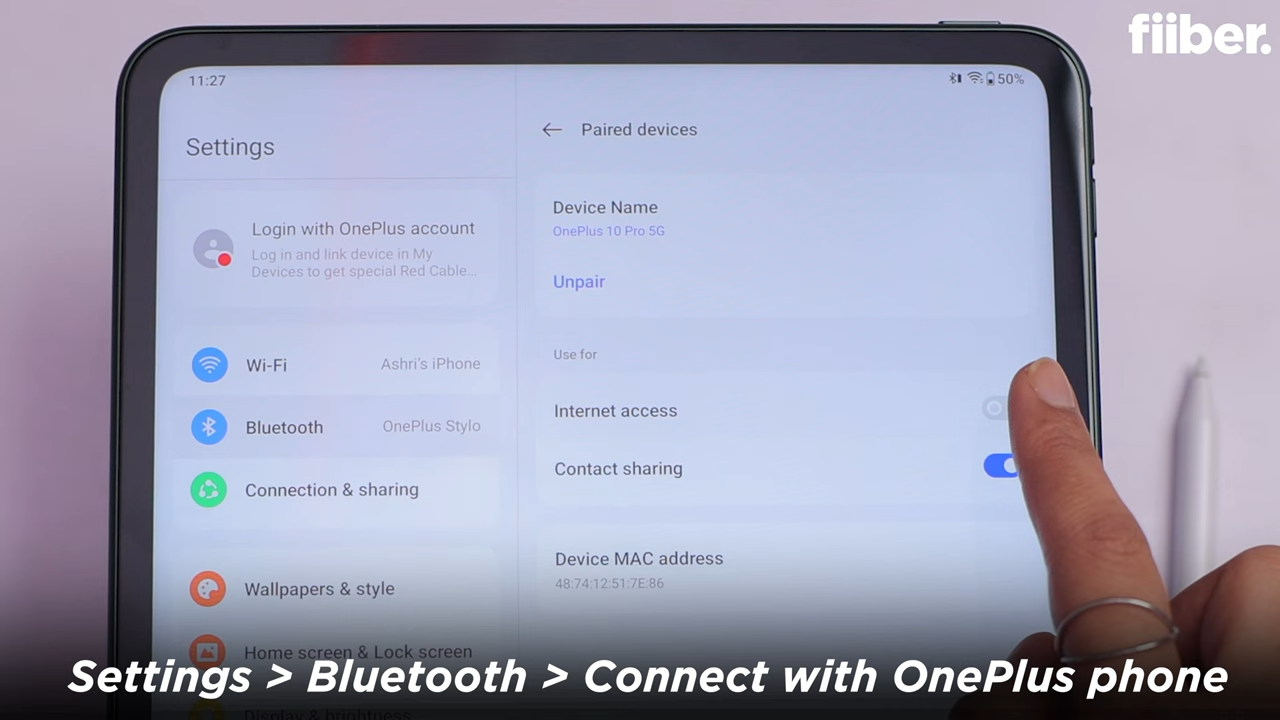 fiiber.
11:27
50%
Settings
Paired devices
Login with OnePlus account
Log in and link device in My
Devices to get special Red Cable...
Device Name
OnePlus 10 Pro 5G
Unpair
Wi-Fi
Ashri's iPhone
Use for
Bluetooth
OnePlus Stylo
Internet access
Connection & sharing
Contact sharing
Device MAC address
48:74:12:51:7E:86
Wallpapers & style
Home screen & Lock screen
Display & brightness
Settings > Bluetooth > Connect with OnePlus phone